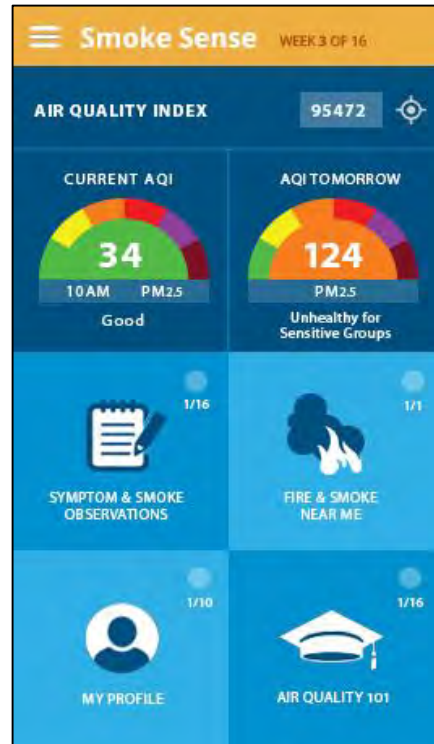 Smoke Sense WEEK 3 OF 16
AIR QUALITY INDEX 95472
CURRENT AQI
34
10AM PM2.5
Good
AQI TOMORROW
124
PM2.5
Unhealthy for
Sensitive Groups
1/16
SYMPTOM & SMOKE
OBSERVATIONS
1/1
FIRE & SMOKE
NEAR ME
1/10
MY PROFILE
1/16
AIR QUALITY 101